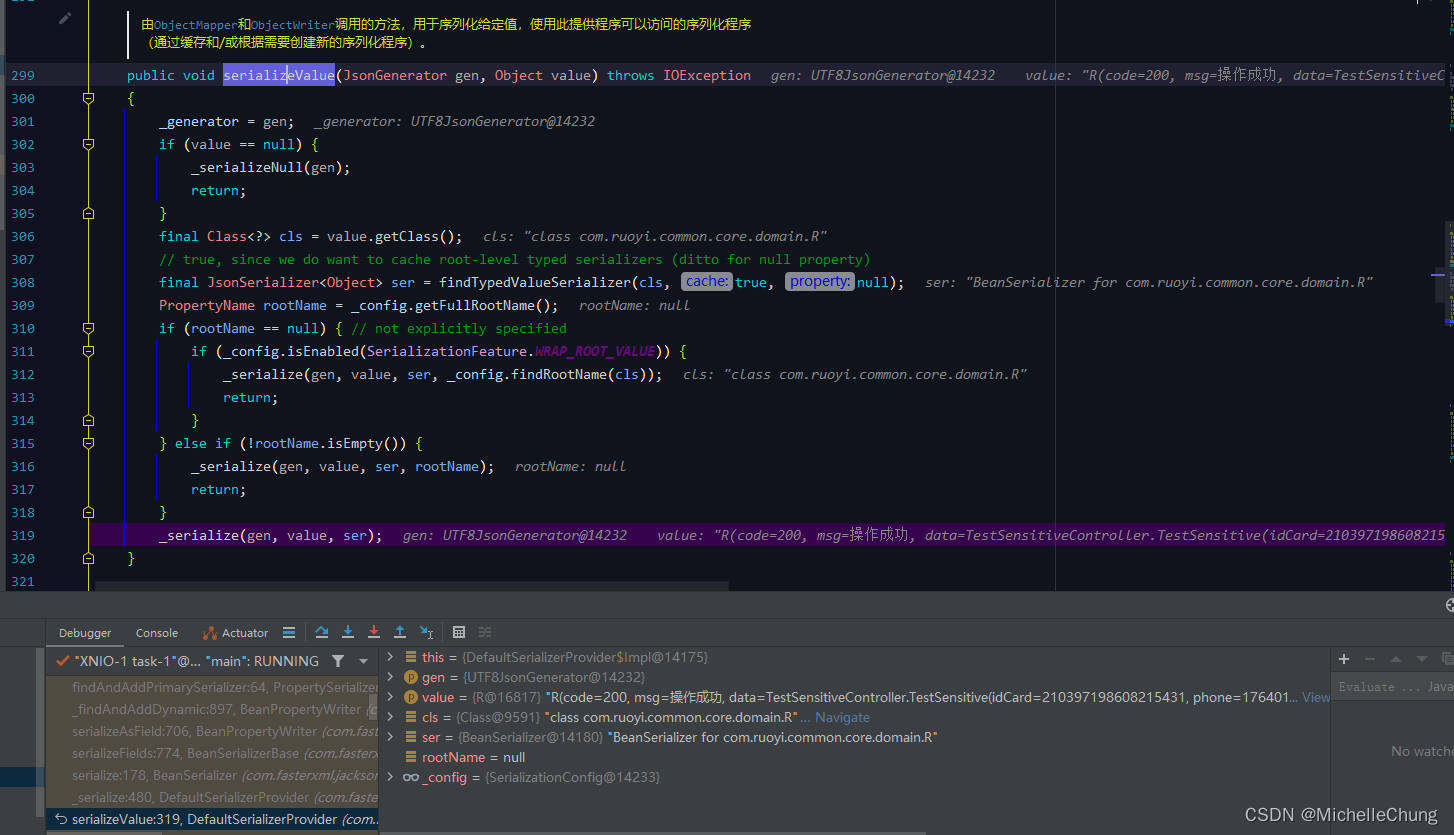 由ObjectMapper和ObjectWriter调用的方法，用于序列化给定值，使用此提供程序可以访问的序列化程序
（通过缓存和/或根据需要创建新的序列化程序）。
299 public void serializeValue(JsonGenerator gen, Object value) throws IOException gen: UTF8JsonGenerator@14232 value: "R(code=200, msg=操作成功, data=TestSensitiveC
300 {
301 _generator = gen; _generator: UTF8JsonGenerator@14232
302 if (value == null) {
303 _serializeNull(gen);
304 return;
305 }
306 final Class<?> cls = value.getClass(); cls: "class com.ruoyi.common.core.domain.R"
307 // true, since we do want to cache root-level typed serializers (ditto for null property)
308 final JsonSerializer<Object> ser = findTypedValueSerializer(cls, cache: true, property: null); ser: "BeanSerializer for com.ruoyi.common.core.domain.R"
309 PropertyName rootName = _config.getFullRootName(); rootName: null
310 if (rootName == null) { // not explicitly specified
311 if (_config.isEnabled(SerializationFeature.WRAP_ROOT_VALUE)) {
312 _serialize(gen, value, ser, _config.findRootName(cls)); cls: "class com.ruoyi.common.core.domain.R"
313 return;
314 }
315 } else if (!rootName.isEmpty()) {
316 _serialize(gen, value, ser, rootName); rootName: null
317 return;
318 }
319 _serialize(gen, value, ser); gen: UTF8JsonGenerator@14232 value: "R(code=200, msg=操作成功, data=TestSensitiveController.TestSensitive(idCard=210397198608215
320 }
321
Debugger Console Actuator
"XNIO-1 task-1"@... "main": RUNNING
findAndAddPrimarySerializer:64, PropertySerializer
_findAndAddDynamic:897, BeanPropertyWriter (c
serializeAsField:706, BeanPropertyWriter (com.fast
serializeFields:774, BeanSerializerBase (com.fasterx
serialize:178, BeanSerializer (com.fasterxml.jackson
_serialize:480, DefaultSerializerProvider (com.faste
serializeValue:319, DefaultSerializerProvider (com.
this = {DefaultSerializerProvider$Impl@14175}
gen = {UTF8JsonGenerator@14232}
value = {R@16817} "R(code=200, msg=操作成功, data=TestSensitiveController.TestSensitive(idCard=210397198608215431, phone=176401... View
cls = {Class@9591} "class com.ruoyi.common.core.domain.R" ... Navigate
ser = {BeanSerializer@14180} "BeanSerializer for com.ruoyi.common.core.domain.R"
rootName = null
_config = {SerializationConfig@14233}
Evaluate ... Java
No watche
CSDN @MichelleChung